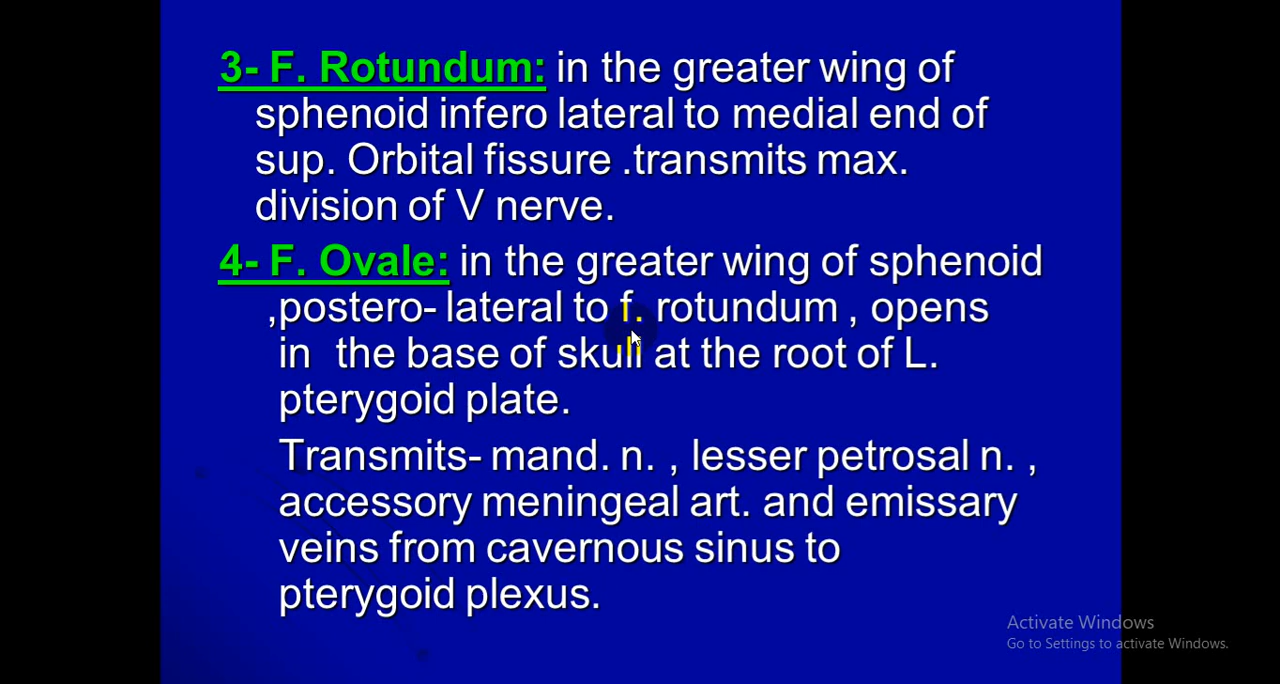 3- F. Rotundum: in the greater wing of
sphenoid infero lateral to medial end of
sup. Orbital fissure .transmits max.
division of V nerve.
4- F. Ovale: in the greater wing of sphenoid
,postero- lateral to f. rotundum , opens
in the base of skull at the root of L.
pterygoid plate.
Transmits- mand. n. , lesser petrosal n. ,
accessory meningeal art. and emissary
veins from cavernous sinus to
pterygoid plexus.
Activate Windows
Go to Settings to activate Windows.